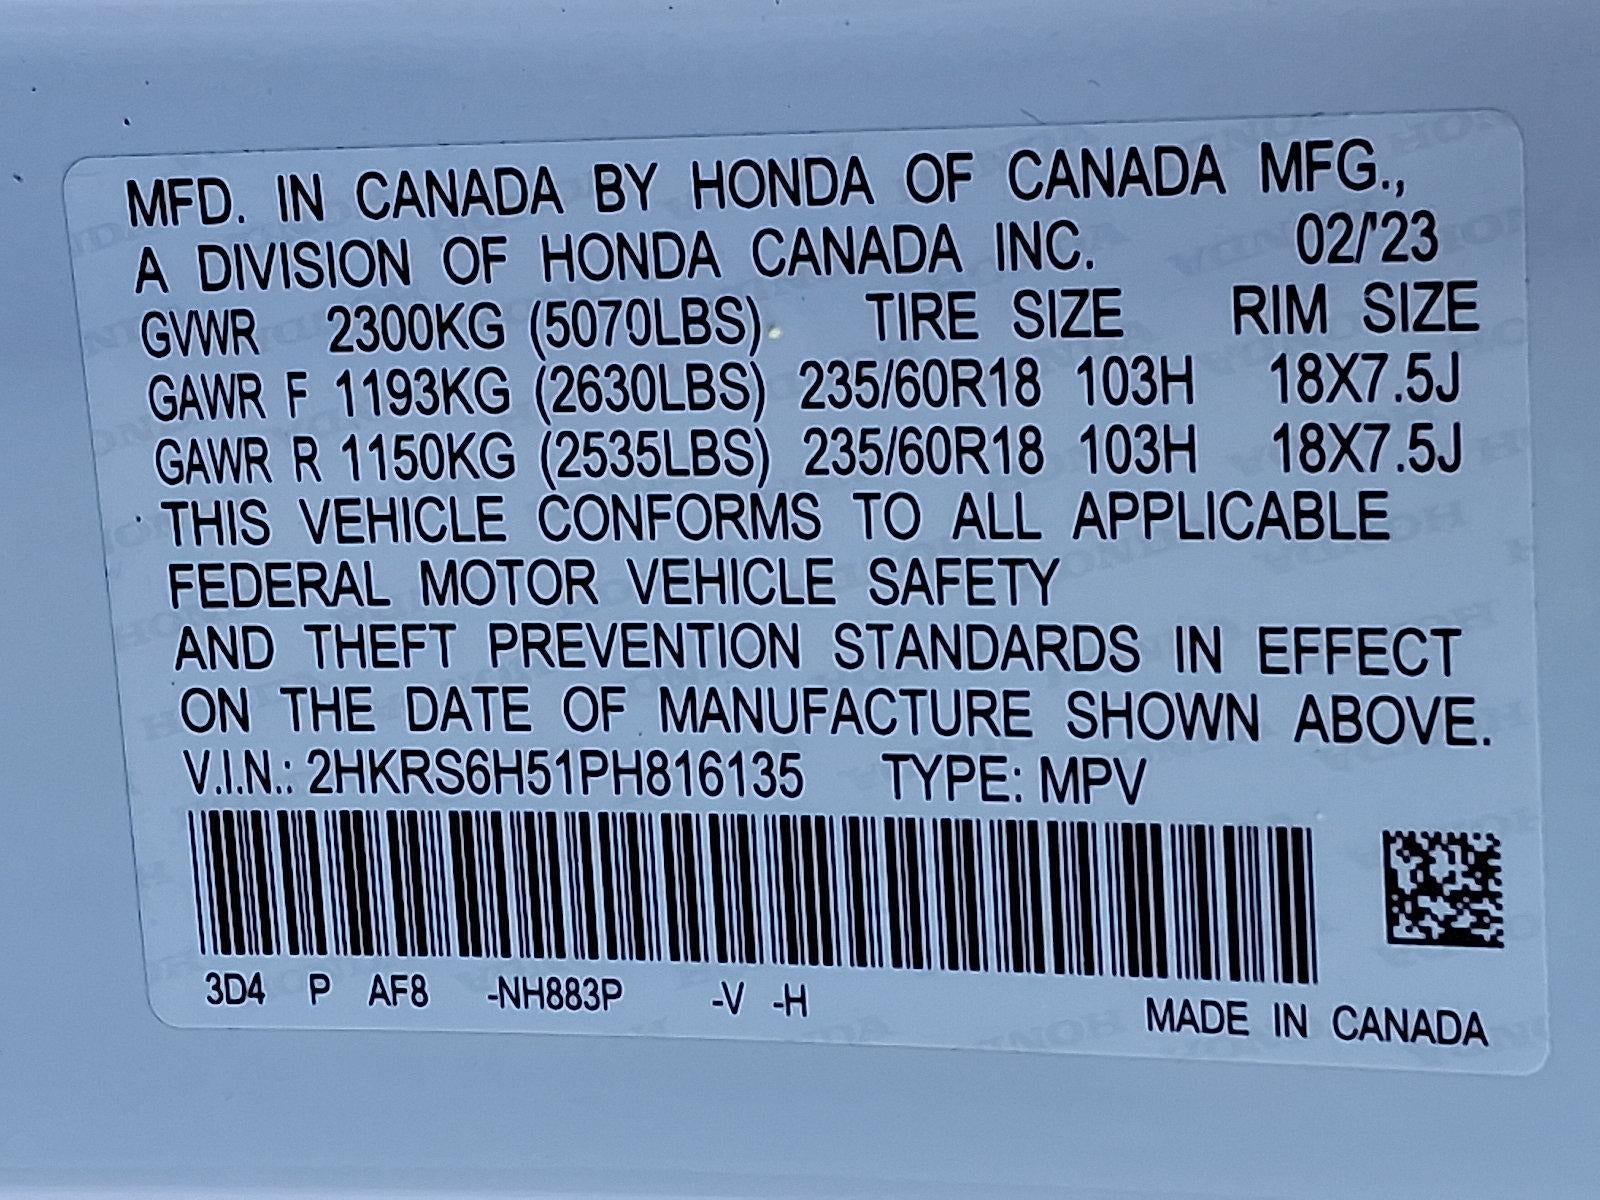 MFD. IN CANADA BY HONDA OF CANADA MFG.,
A DIVISION OF HONDA CANADA INC. 02/'23
GVWR 2300KG (5070LBS) TIRE SIZE RIM SIZE
GAWR F 1193KG (2630LBS) 235/60R18 103H 18X7.5J
GAWR R 1150KG (2535LBS) 235/60R18 103H 18X7.5J
THIS VEHICLE CONFORMS TO ALL APPLICABLE
FEDERAL MOTOR VEHICLE SAFETY
AND THEFT PREVENTION STANDARDS IN EFFECT
ON THE DATE OF MANUFACTURE SHOWN ABOVE.
V.I.N.: 2HKRS6H51PH816135 TYPE: MPV
3D4 P AF8 -NH883P -V -H
MADE IN CANADA